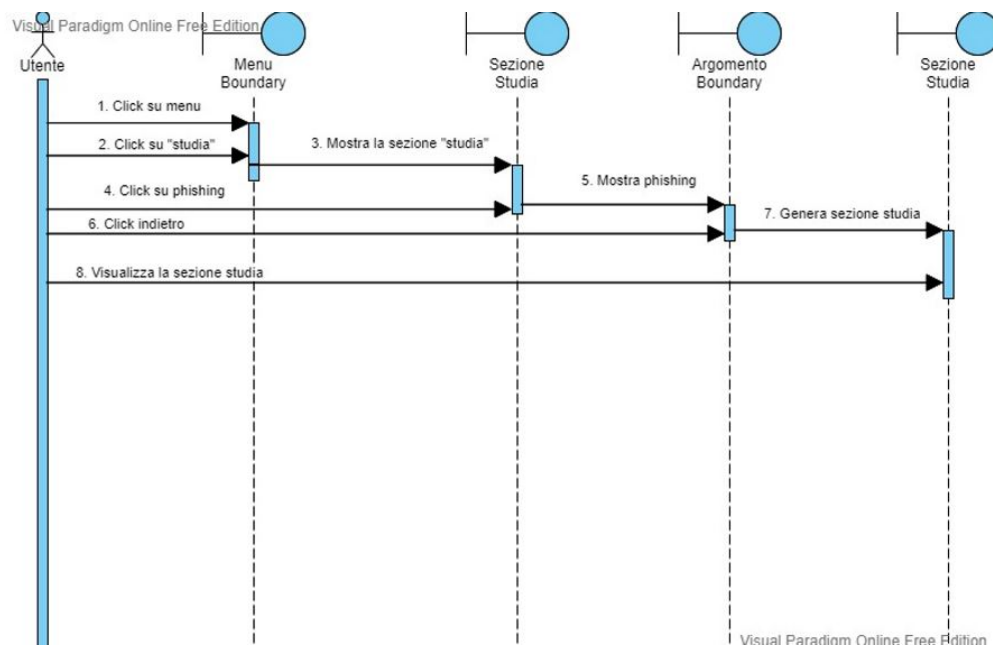 Visual Paradigm Online Free Edition
Utente
Menu
Boundary
Sezione
Studia
Argomento
Boundary
Sezione
Studia
1. Click su menu
2. Click su "studia"
3. Mostra la sezione "studia"
4. Click su phishing
5. Mostra phishing
6. Click indietro
7. Genera sezione studia
8. Visualizza la sezione studia
Visual Paradigm Online Free Edition